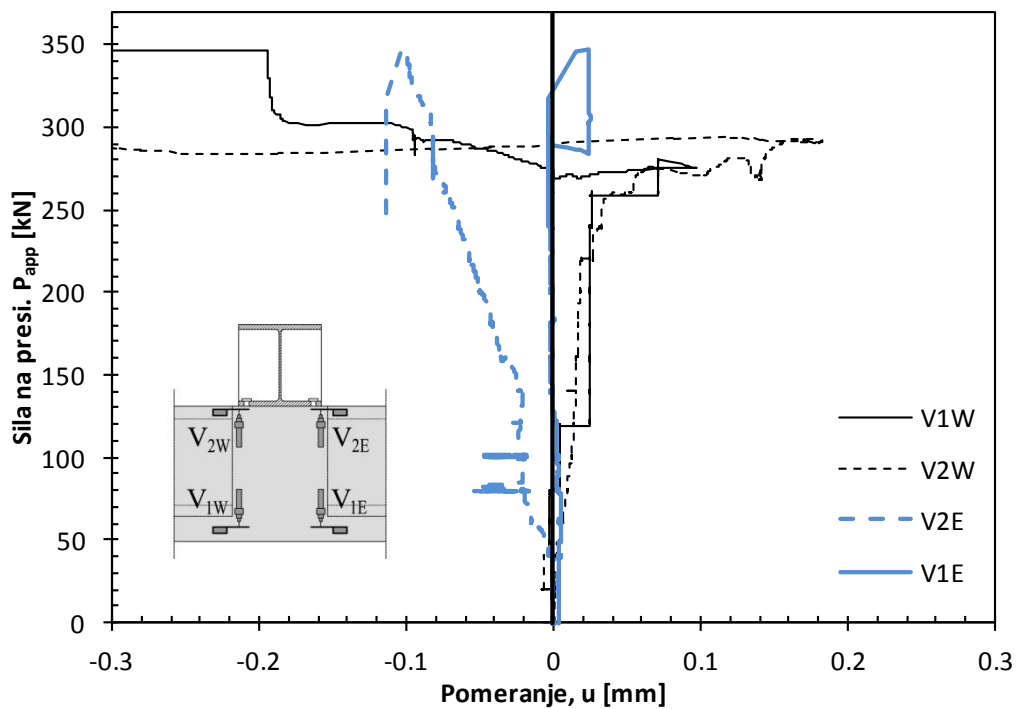 Sila na presi. Papp [kN]
350
300
250
200
150
100
50
0
V2W V2E
V1W V1E
V1W
V2W
V2E
V1E
-0.3 -0.2 -0.1 0 0.1 0.2 0.3
Pomeranje, u [mm]